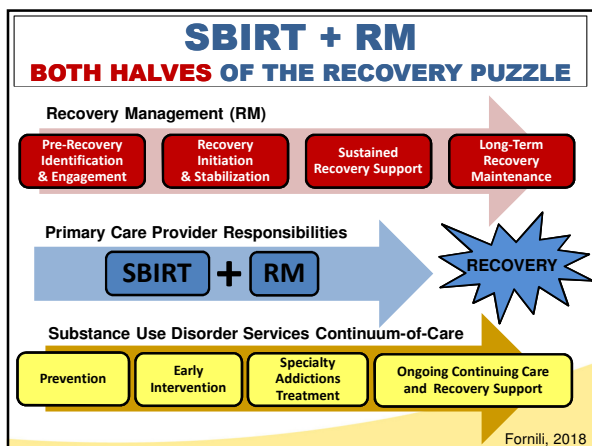 SBIRT + RM
BOTH HALVES OF THE RECOVERY PUZZLE
Recovery Management (RM)
Pre-Recovery
Identification
& Engagement
Recovery
Initiation
& Stabilization
Sustained
Recovery Support
Long-Term
Recovery
Maintenance
Primary Care Provider Responsibilities
SBIRT + RM
RECOVERY
Substance Use Disorder Services Continuum-of-Care
Prevention
Early
Intervention
Specialty
Addictions
Treatment
Ongoing Continuing Care
and Recovery Support
Fornili, 2018